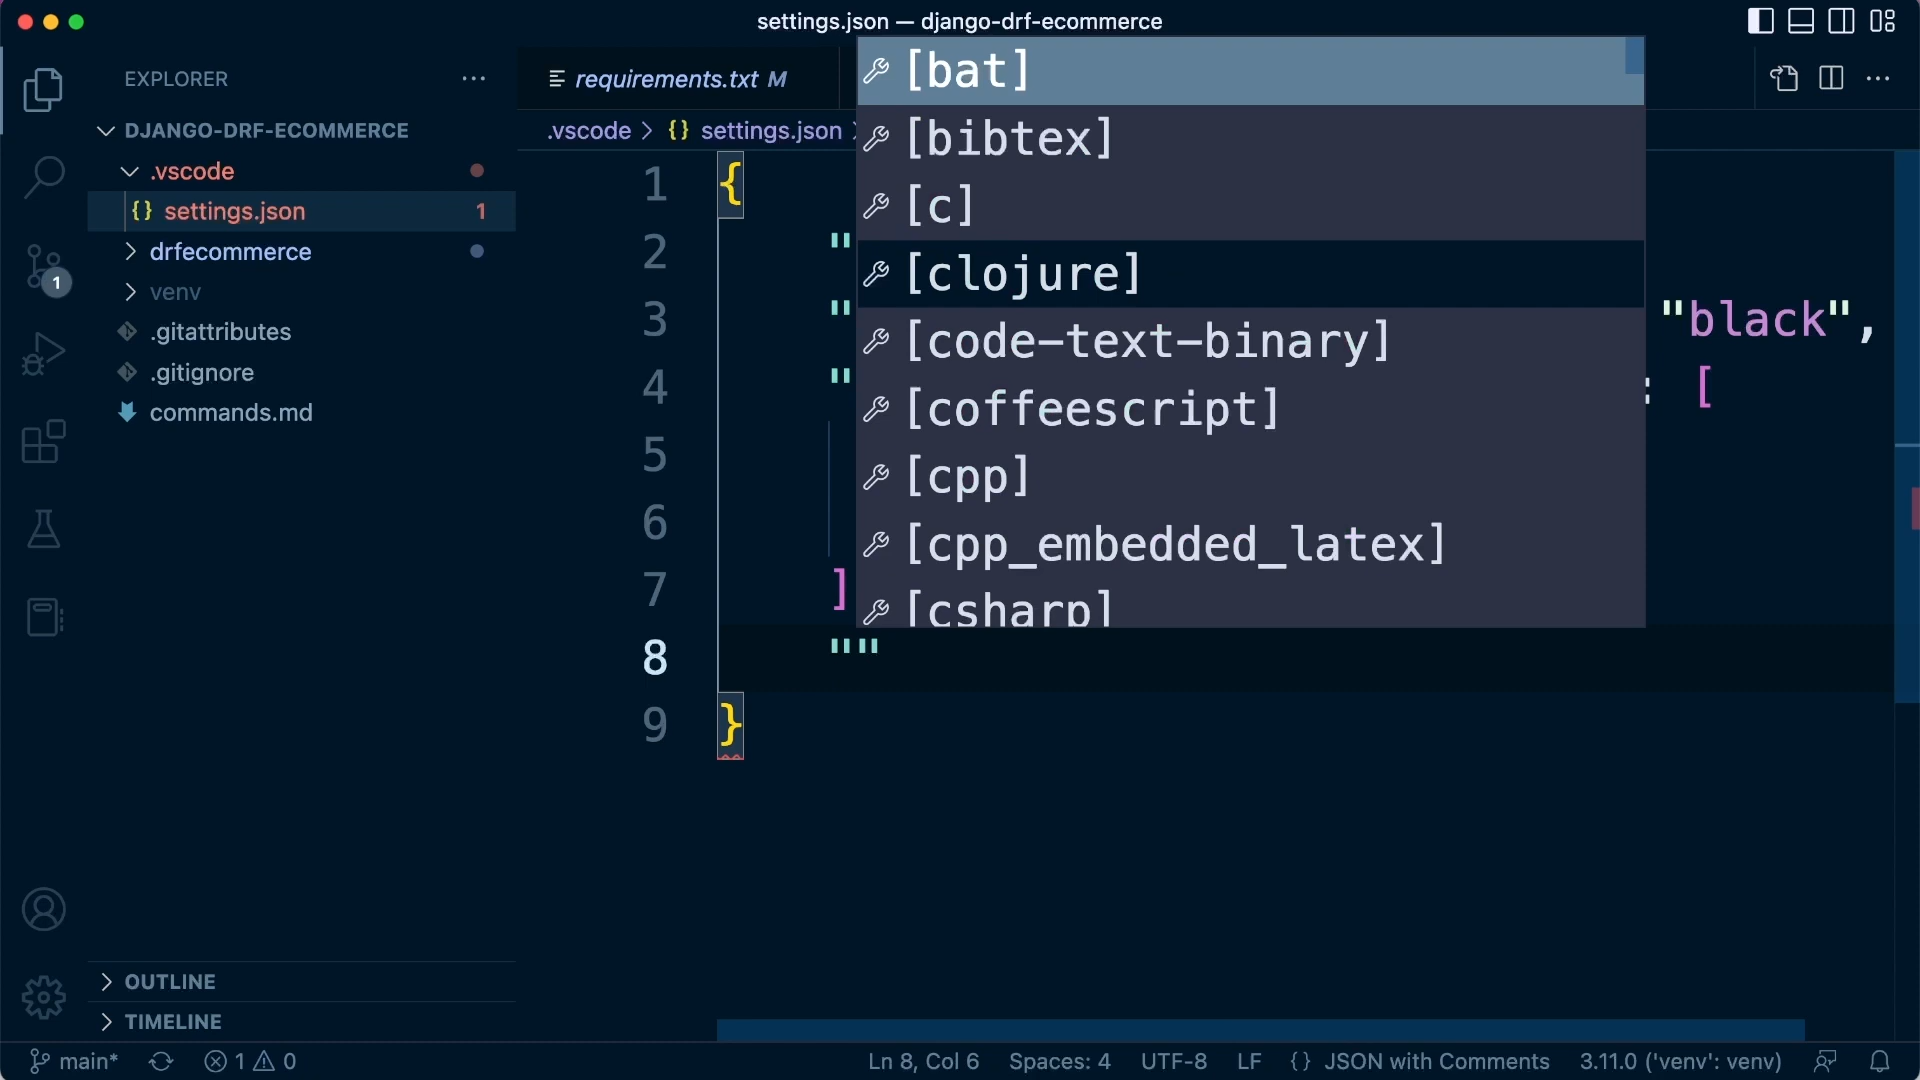 settings.json — django-drf-ecommerce
EXPLORER
DJANGO-DRF-ECOMMERCE
.vscode
{} settings.json 1
drfecommerce
venv
.gitattributes
.gitignore
commands.md
1
OUTLINE
TIMELINE
requirements.txt M
.vscode > {} settings.json >
1 {
2 "
3 " "black",
4 " : [
5
6
7 ]
8 ""
9 }
[bat]
[bibtex]
[c]
[clojure]
[code-text-binary]
[coffeescript]
[cpp]
[cpp_embedded_latex]
[csharp]
main* 1 0 Ln 8, Col 6 Spaces: 4 UTF-8 LF {} JSON with Comments 3.11.0 ('venv': venv)